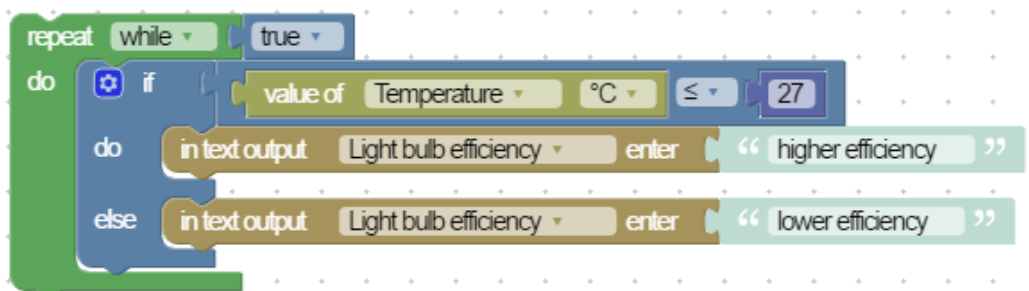 repeat while true
do if value of Temperature °C ≤ 27
do in text output Light bulb efficiency enter “ higher efficiency ”
else in text output Light bulb efficiency enter “ lower efficiency ”